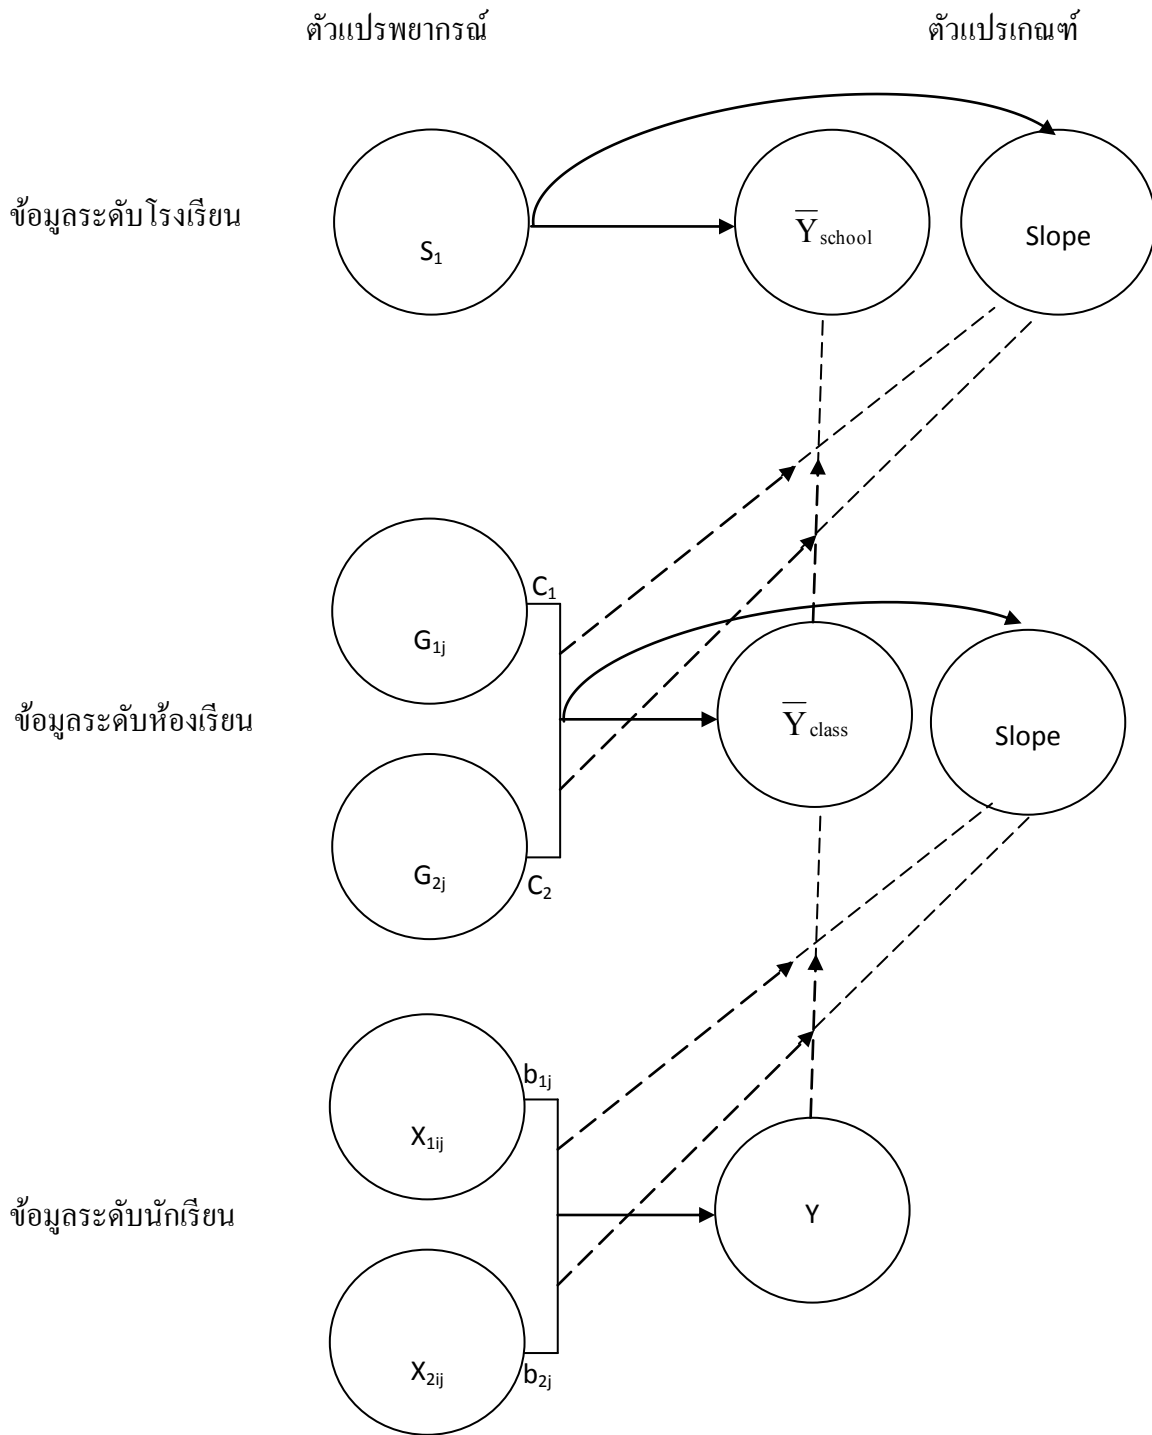 ตัวแปรพยากรณ์ ตัวแปรเกณฑ์
ข้อมูลระดับโรงเรียน
S₁
Y̅ school
Slope
C₁
G₁ⱼ
ข้อมูลระดับห้องเรียน
Y̅ class
Slope
G₂ⱼ
C₂
b₁ⱼ
X₁ᵢⱼ
ข้อมูลระดับนักเรียน
Y
X₂ᵢⱼ
b₂ⱼ